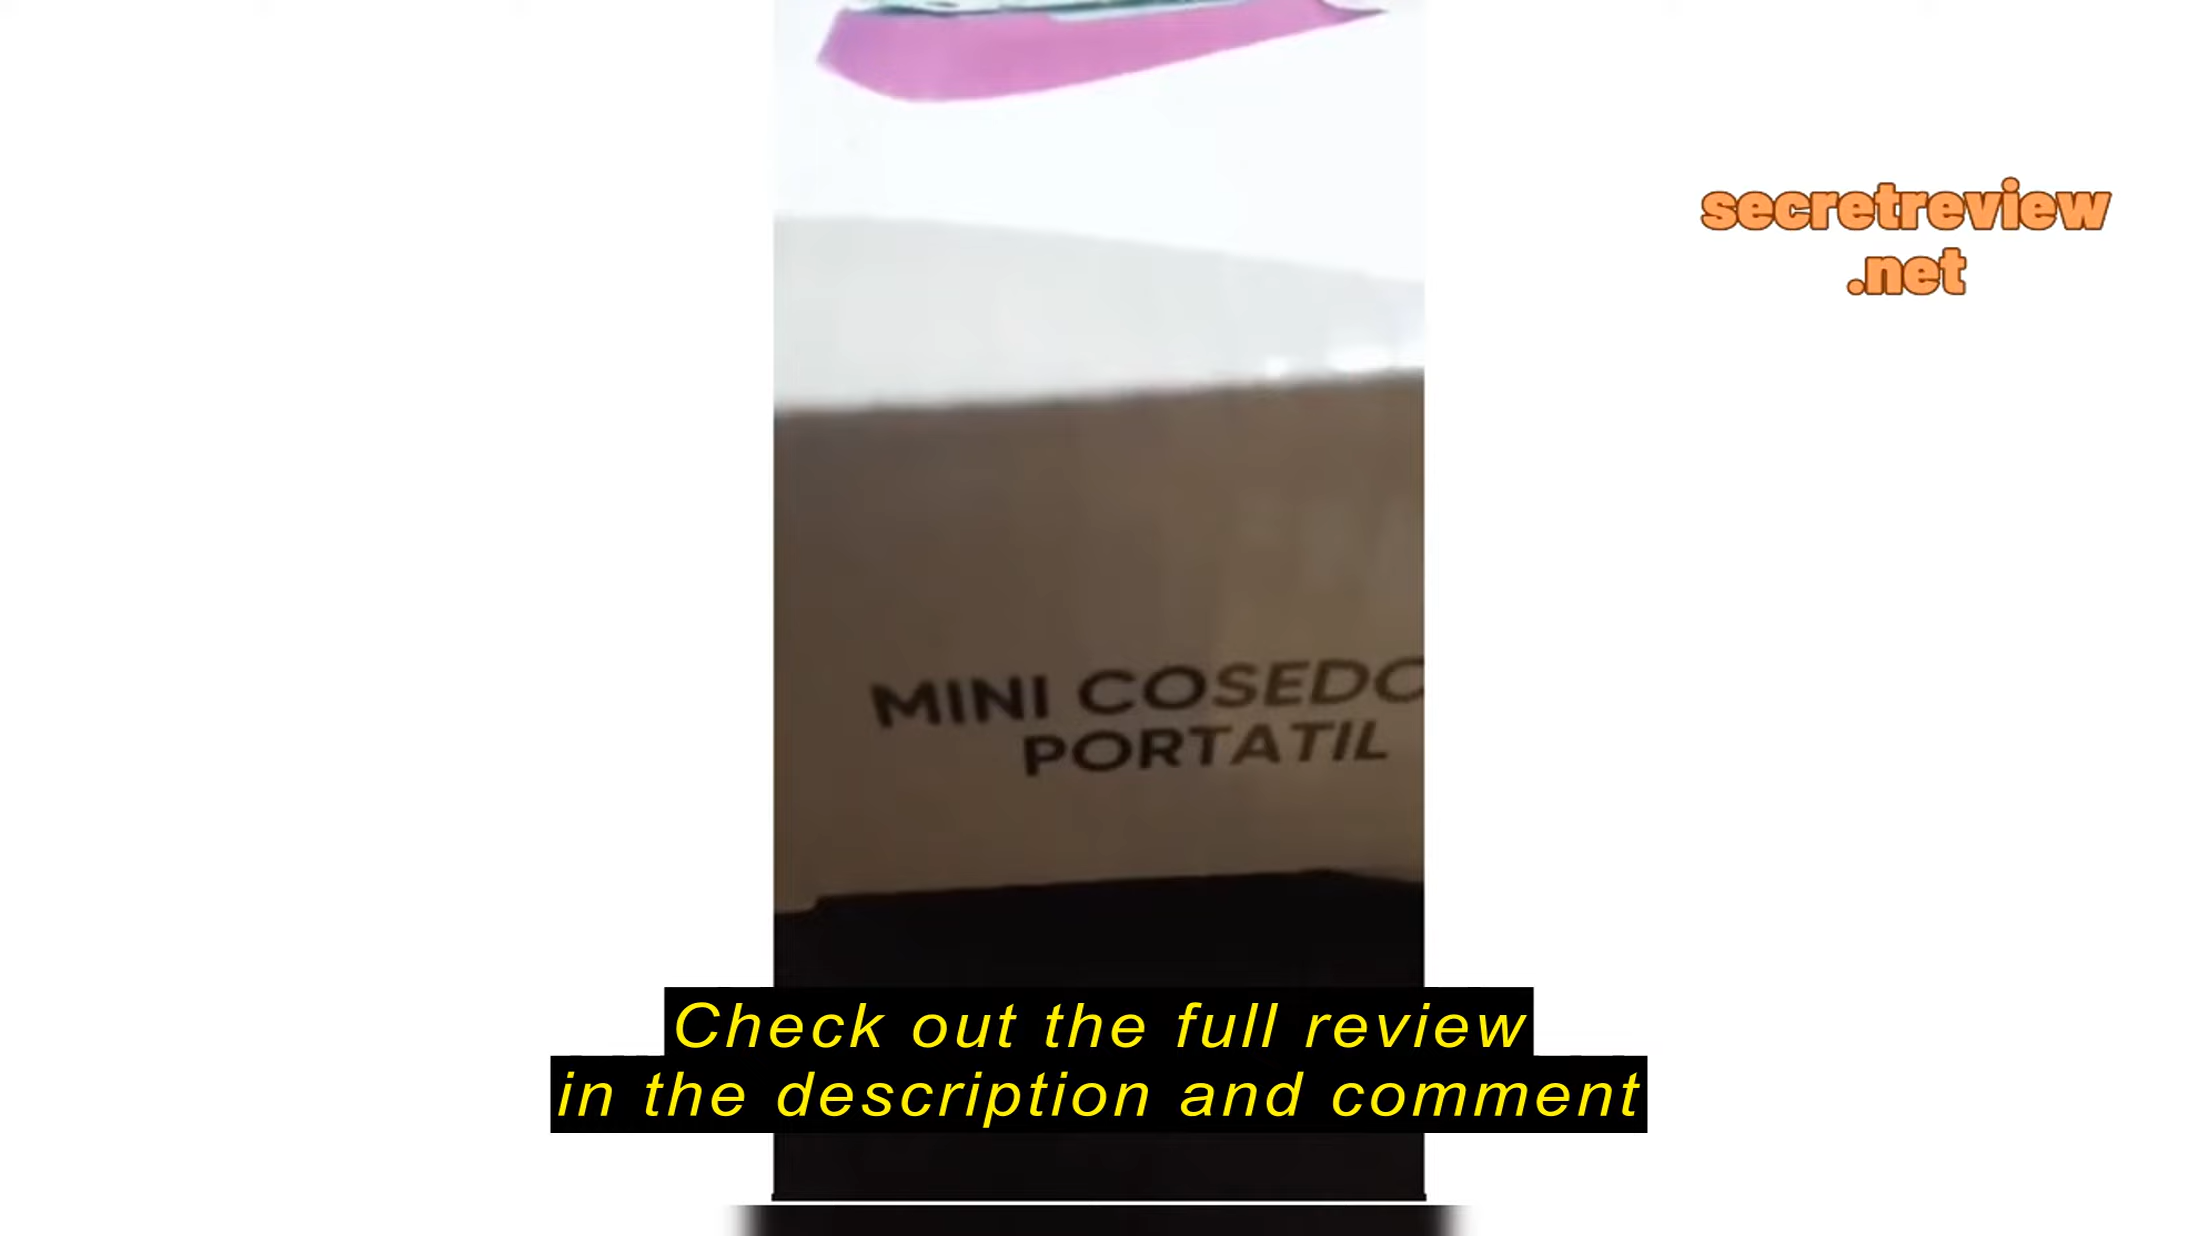 secretreview
.net
MINI COSEDO
PORTATIL
Check out the full review
in the description and comment